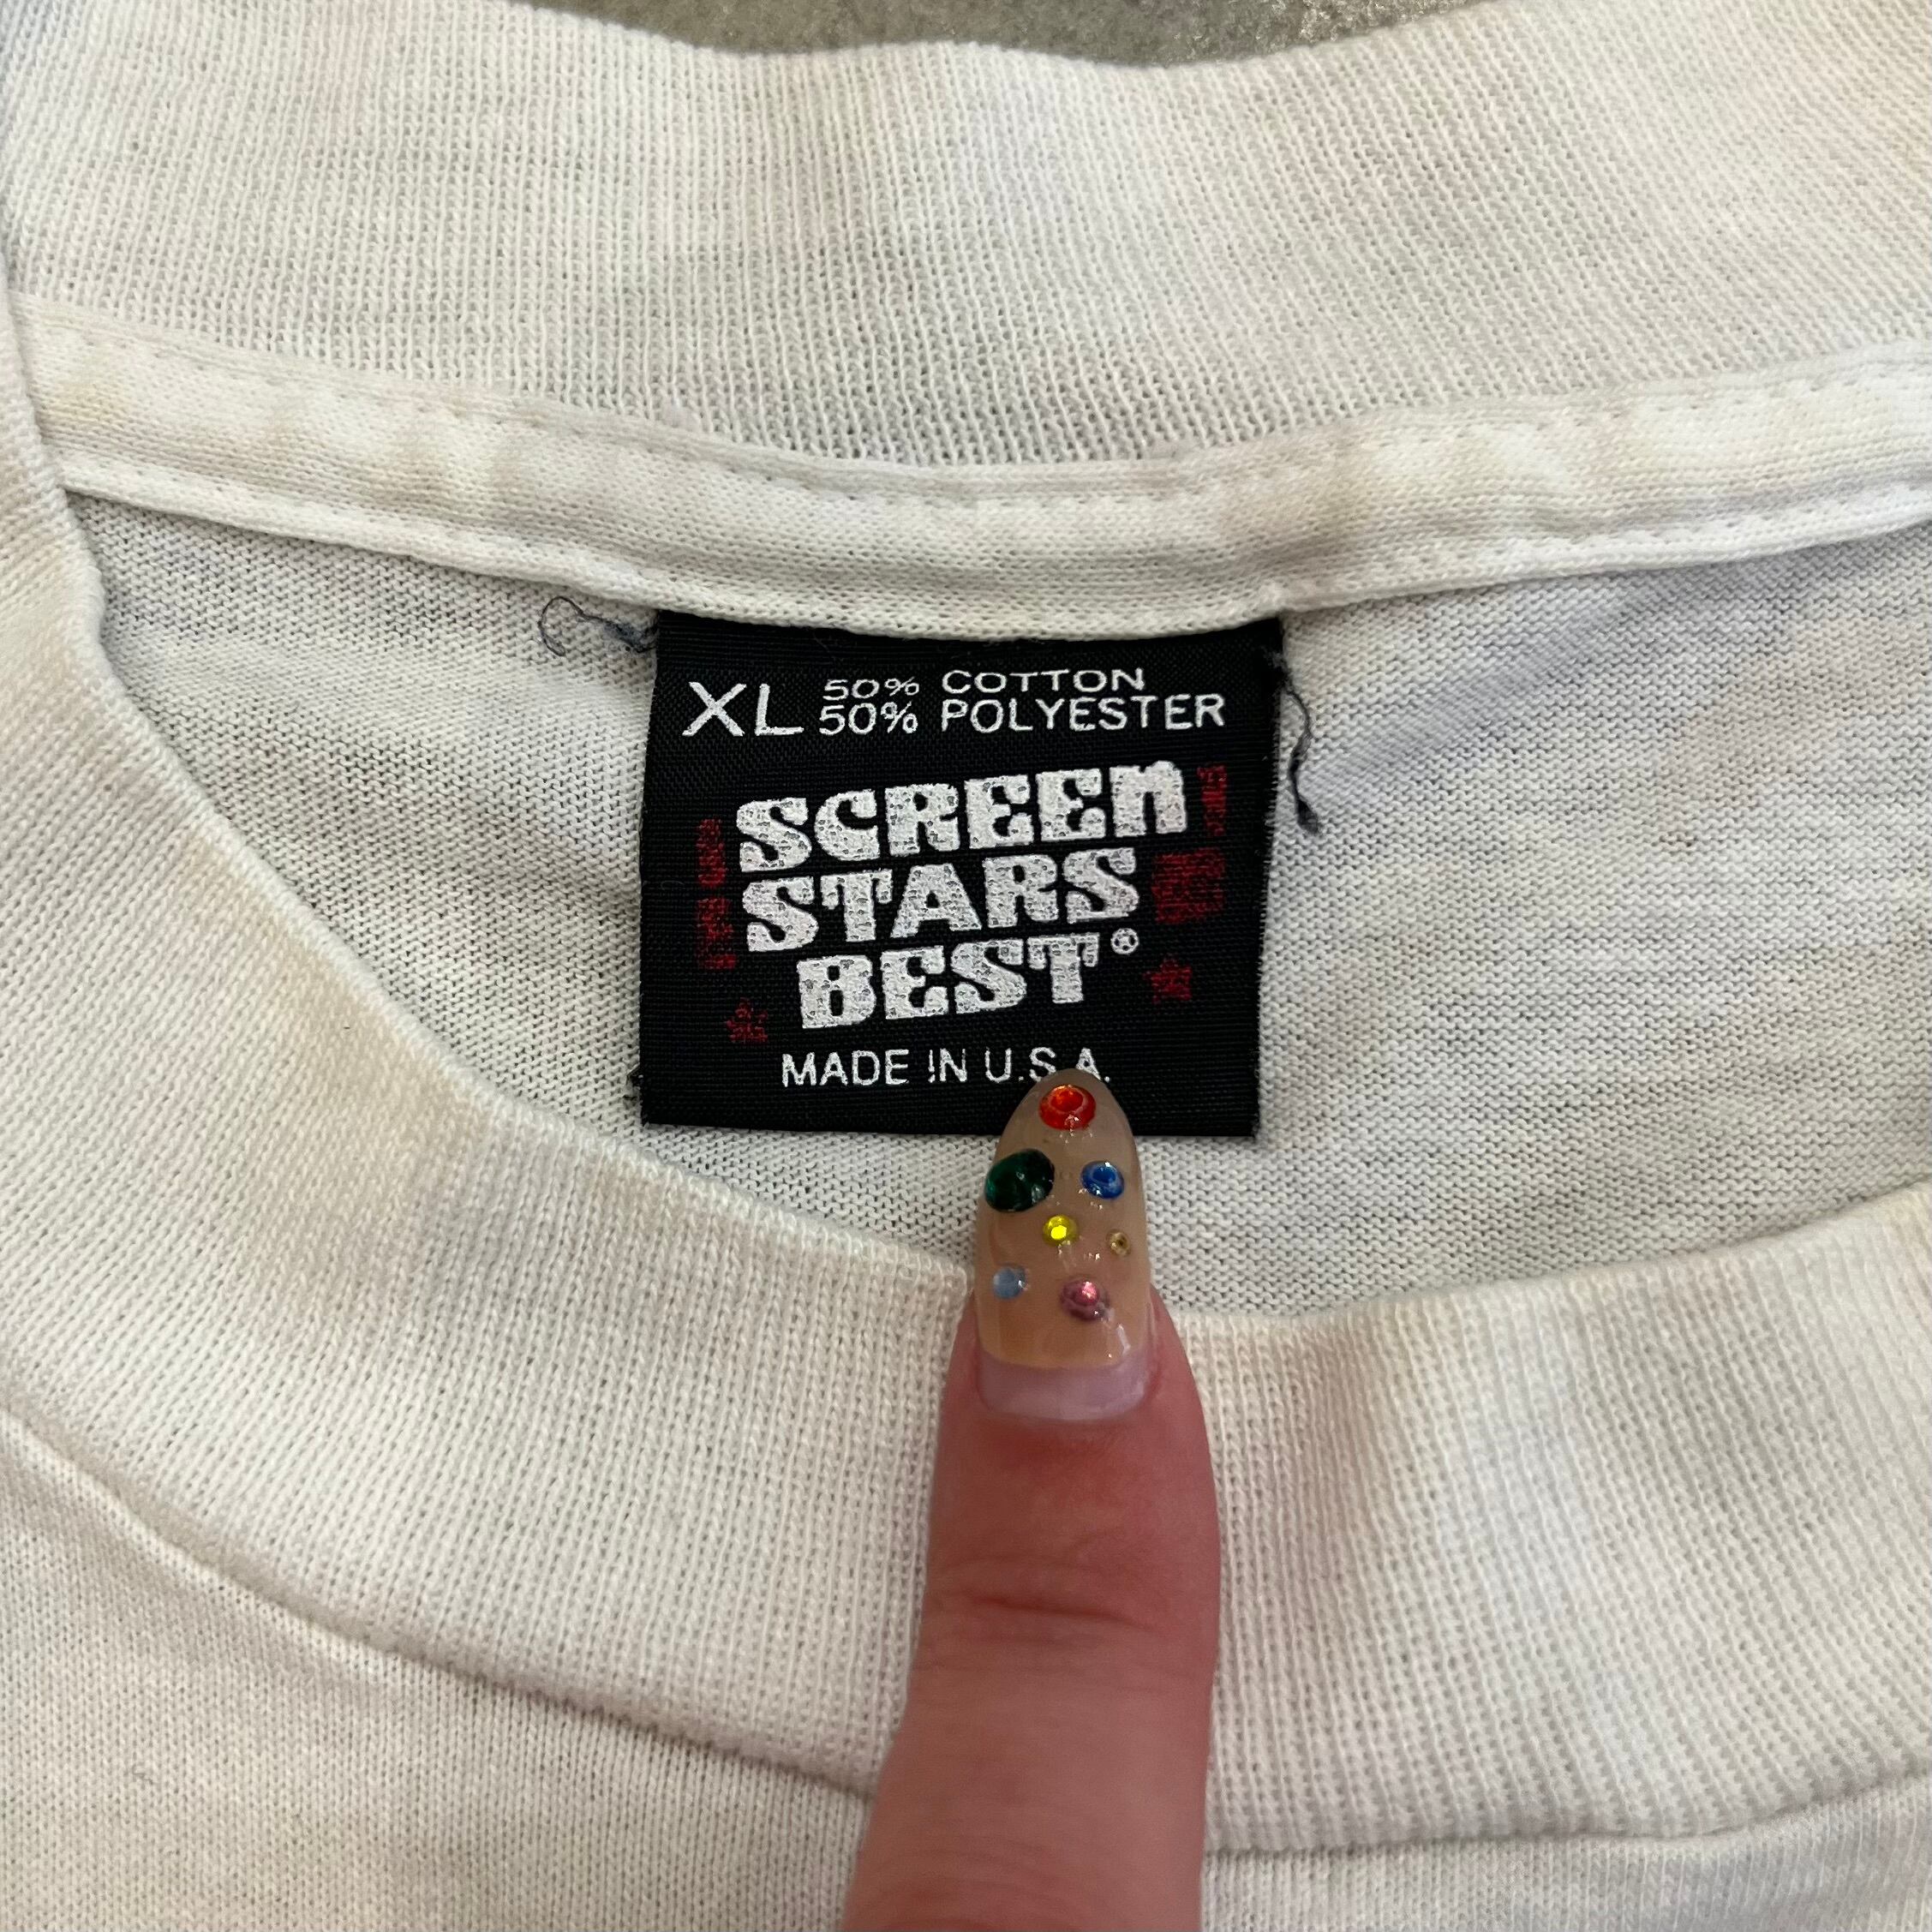 XL 50% COTTON
50% POLYESTER
SCREEN
STARS
BEST®
MADE IN U.S.A.